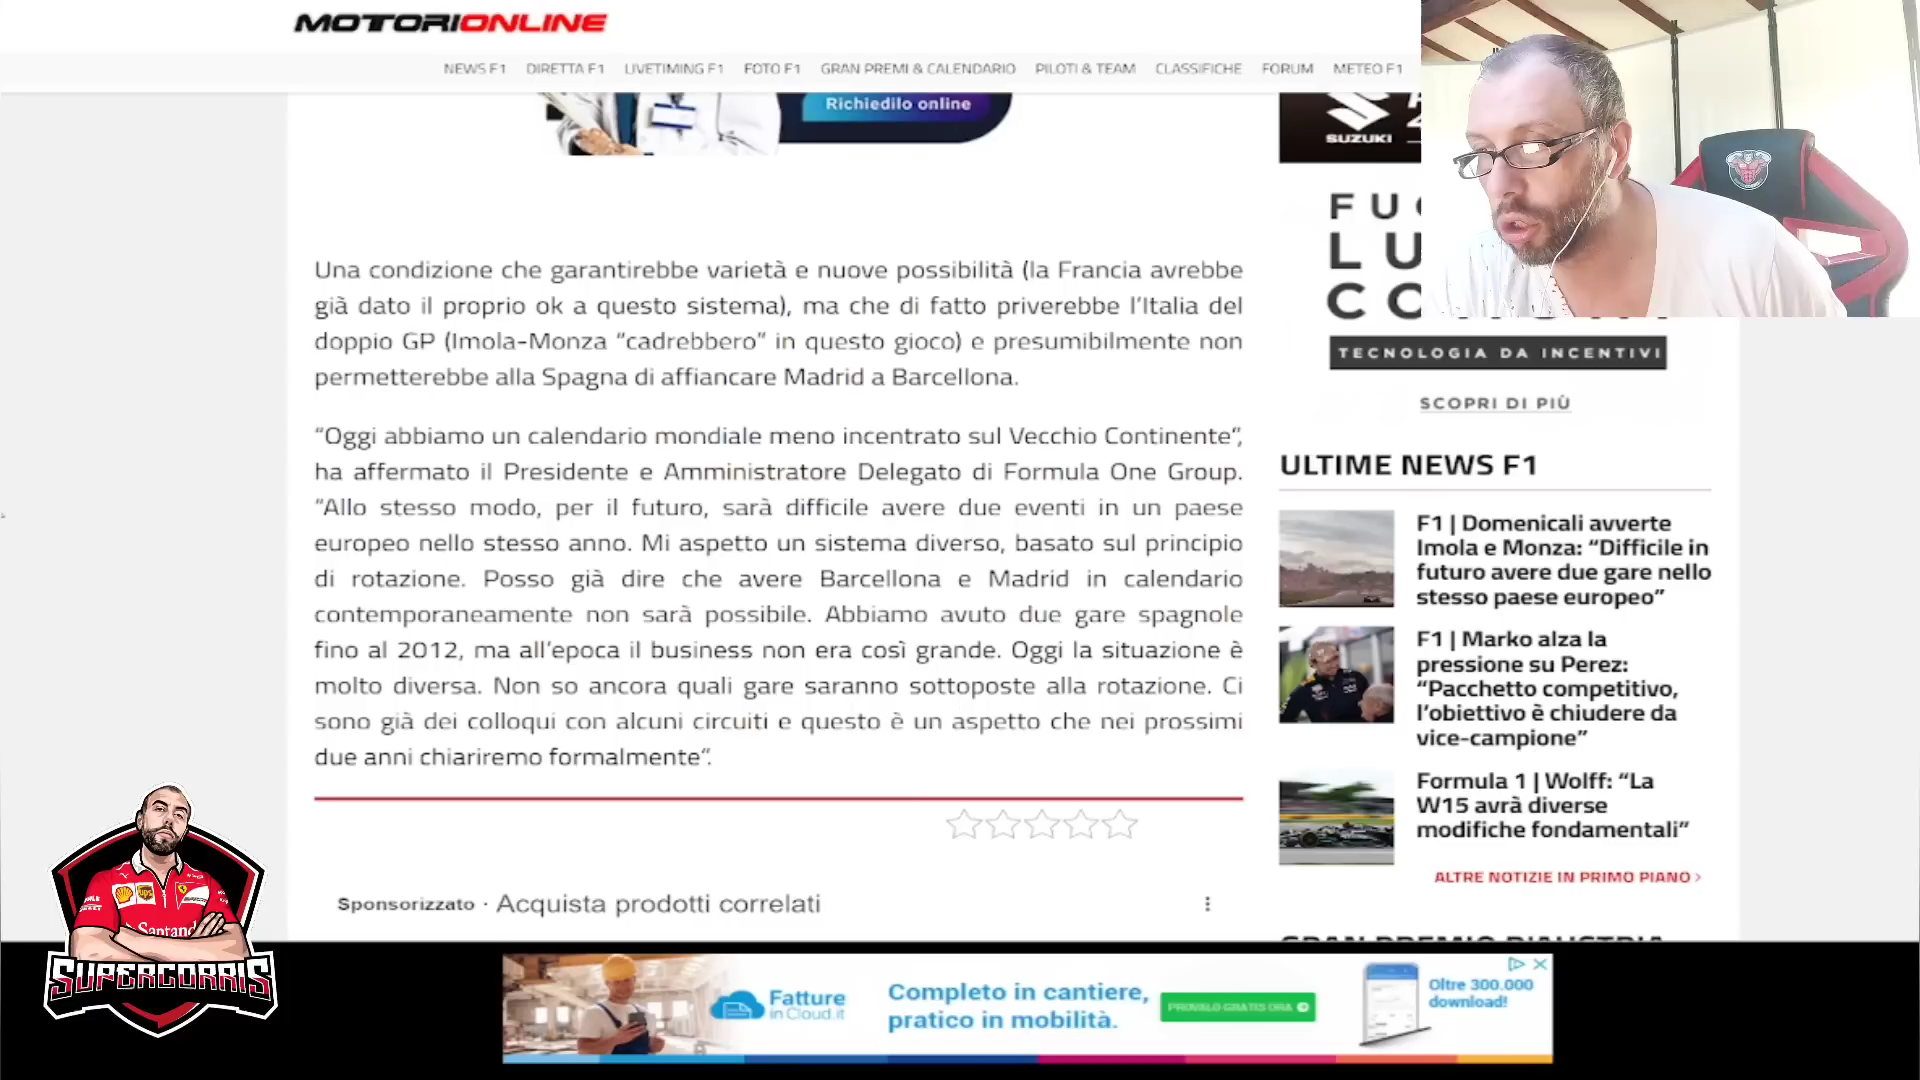 MOTORIONLINE
NEWS F1 DIRETTA F1 LIVETIMING F1 FOTO F1 GRAN PREMI & CALENDARIO PILOTI & TEAM CLASSIFICHE FORUM METEO F1
Richiedilo online
SUZUKI
Una condizione che garantirebbe varietà e nuove possibilità (la Francia avrebbe
già dato il proprio ok a questo sistema), ma che di fatto priverebbe l’Italia del
doppio GP (Imola-Monza “cadrebbero” in questo gioco) e presumibilmente non
permetterebbe alla Spagna di affiancare Madrid a Barcellona.
“Oggi abbiamo un calendario mondiale meno incentrato sul Vecchio Continente”,
ha affermato il Presidente e Amministratore Delegato di Formula One Group.
“Allo stesso modo, per il futuro, sarà difficile avere due eventi in un paese
europeo nello stesso anno. Mi aspetto un sistema diverso, basato sul principio
di rotazione. Posso già dire che avere Barcellona e Madrid in calendario
contemporaneamente non sarà possibile. Abbiamo avuto due gare spagnole
fino al 2012, ma all’epoca il business non era così grande. Oggi la situazione è
molto diversa. Non so ancora quali gare saranno sottoposte alla rotazione. Ci
sono già dei colloqui con alcuni circuiti e questo è un aspetto che nei prossimi
due anni chiariremo formalmente”.
Sponsorizzato · Acquista prodotti correlati
TECNOLOGIA DA INCENTIVI
SCOPRI DI PIÙ
ULTIME NEWS F1
F1 | Domenicali avverte
Imola e Monza: “Difficile in
futuro avere due gare nello
stesso paese europeo”
F1 | Marko alza la
pressione su Perez:
“Pacchetto competitivo,
l’obiettivo è chiudere da
vice-campione”
Formula 1 | Wolff: “La
W15 avrà diverse
modifiche fondamentali”
ALTRE NOTIZIE IN PRIMO PIANO >
Santand
SUPERCORRIS
Fatture
in Cloud.it
Completo in cantiere,
pratico in mobilità.
PROVALO GRATIS ORA
Oltre 300.000
download!